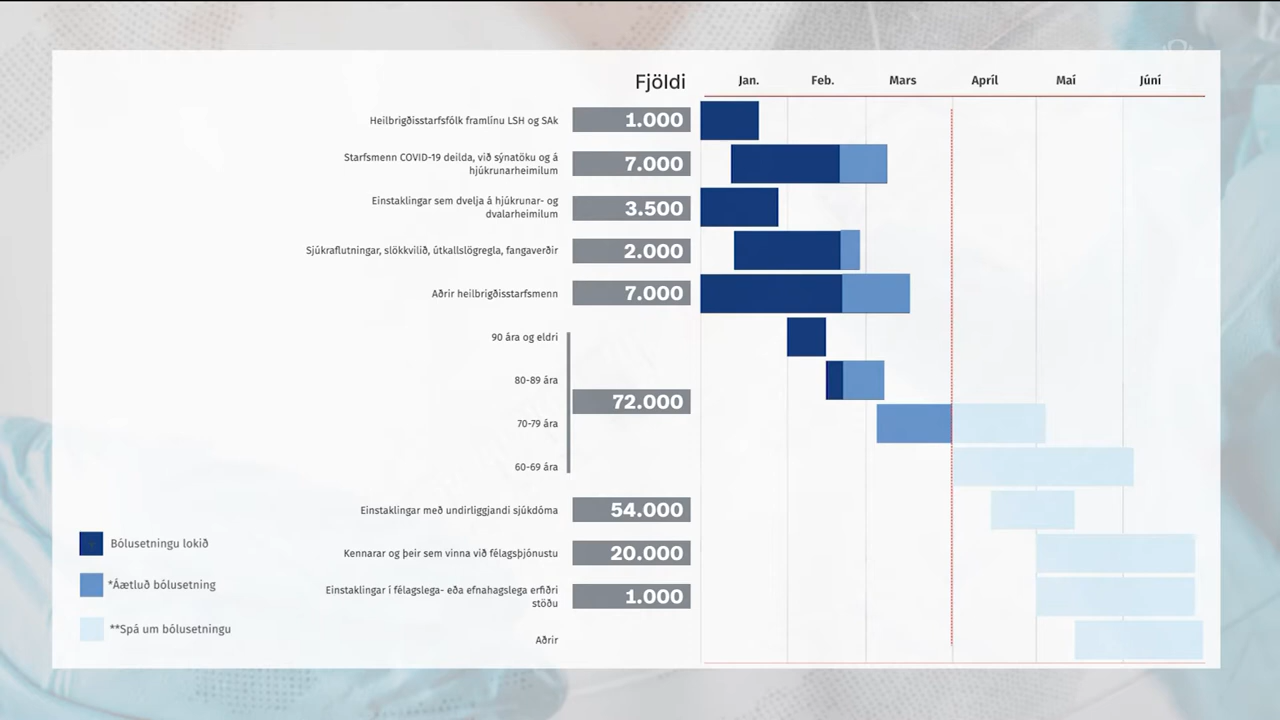 Fjöldi Jan. Feb. Mars Apríl Maí Júní
Heilbrigðisstarfsfólk framlínu LSH og SAk 1.000
Starfsmenn COVID-19 deilda, við sýnatöku og á
hjúkrunarheimilum
7.000
Einstaklingar sem dvelja á hjúkrunar- og
dvalarheimilum
3.500
Sjúkraflutningar, slökkvilið, útkallslögregla, fangaverðir 2.000
Aðrir heilbrigðisstarfsmenn 7.000
90 ára og eldri
80-89 ára
72.000
70-79 ára
60-69 ára
Einstaklingar með undirliggjandi sjúkdóma 54.000
Kennarar og þeir sem vinna við félagsþjónustu 20.000
Einstaklingar í félagslega- eða efnahagslega erfiðri
stöðu
1.000
Aðrir
Bólusetningu lokið
*Áætluð bólusetning
**Spá um bólusetningu